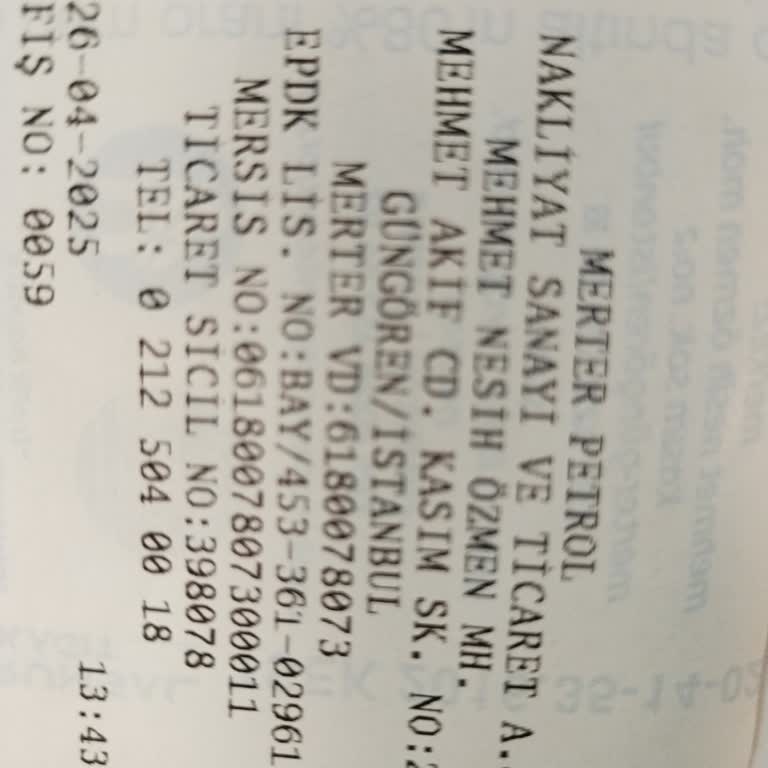 MERTER PETROL
NAKLİYAT SANAYI VE TİCARET A.
MEHMET NESİH ÖZMEN MH.
MEHMET AKİF CD. KASIM SK. NO:2
GÜNGÖREN/İSTANBUL
MERTER VD:6180078073
EPDK LİS. NO:BAY/453-361-02961
MERSİS NO:0618007807300011
TİCARET SİCİL NO:398078
TEL: 0 212 504 00 18
26-04-2025 13:43
FİŞ NO: 0059